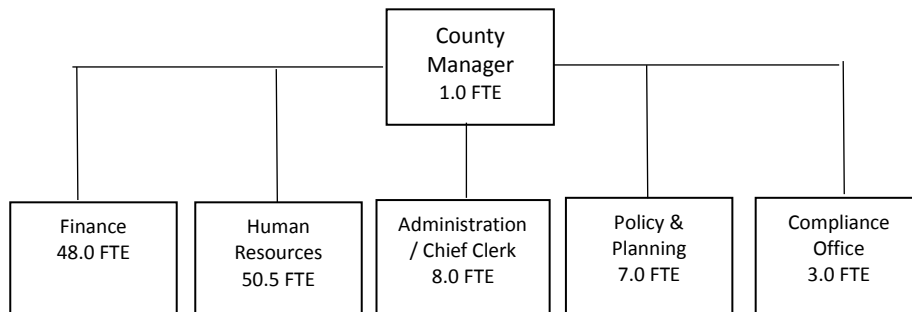 County
Manager
1.0 FTE
Finance
48.0 FTE
Human
Resources
50.5 FTE
Administration
/ Chief Clerk
8.0 FTE
Policy &
Planning
7.0 FTE
Compliance
Office
3.0 FTE